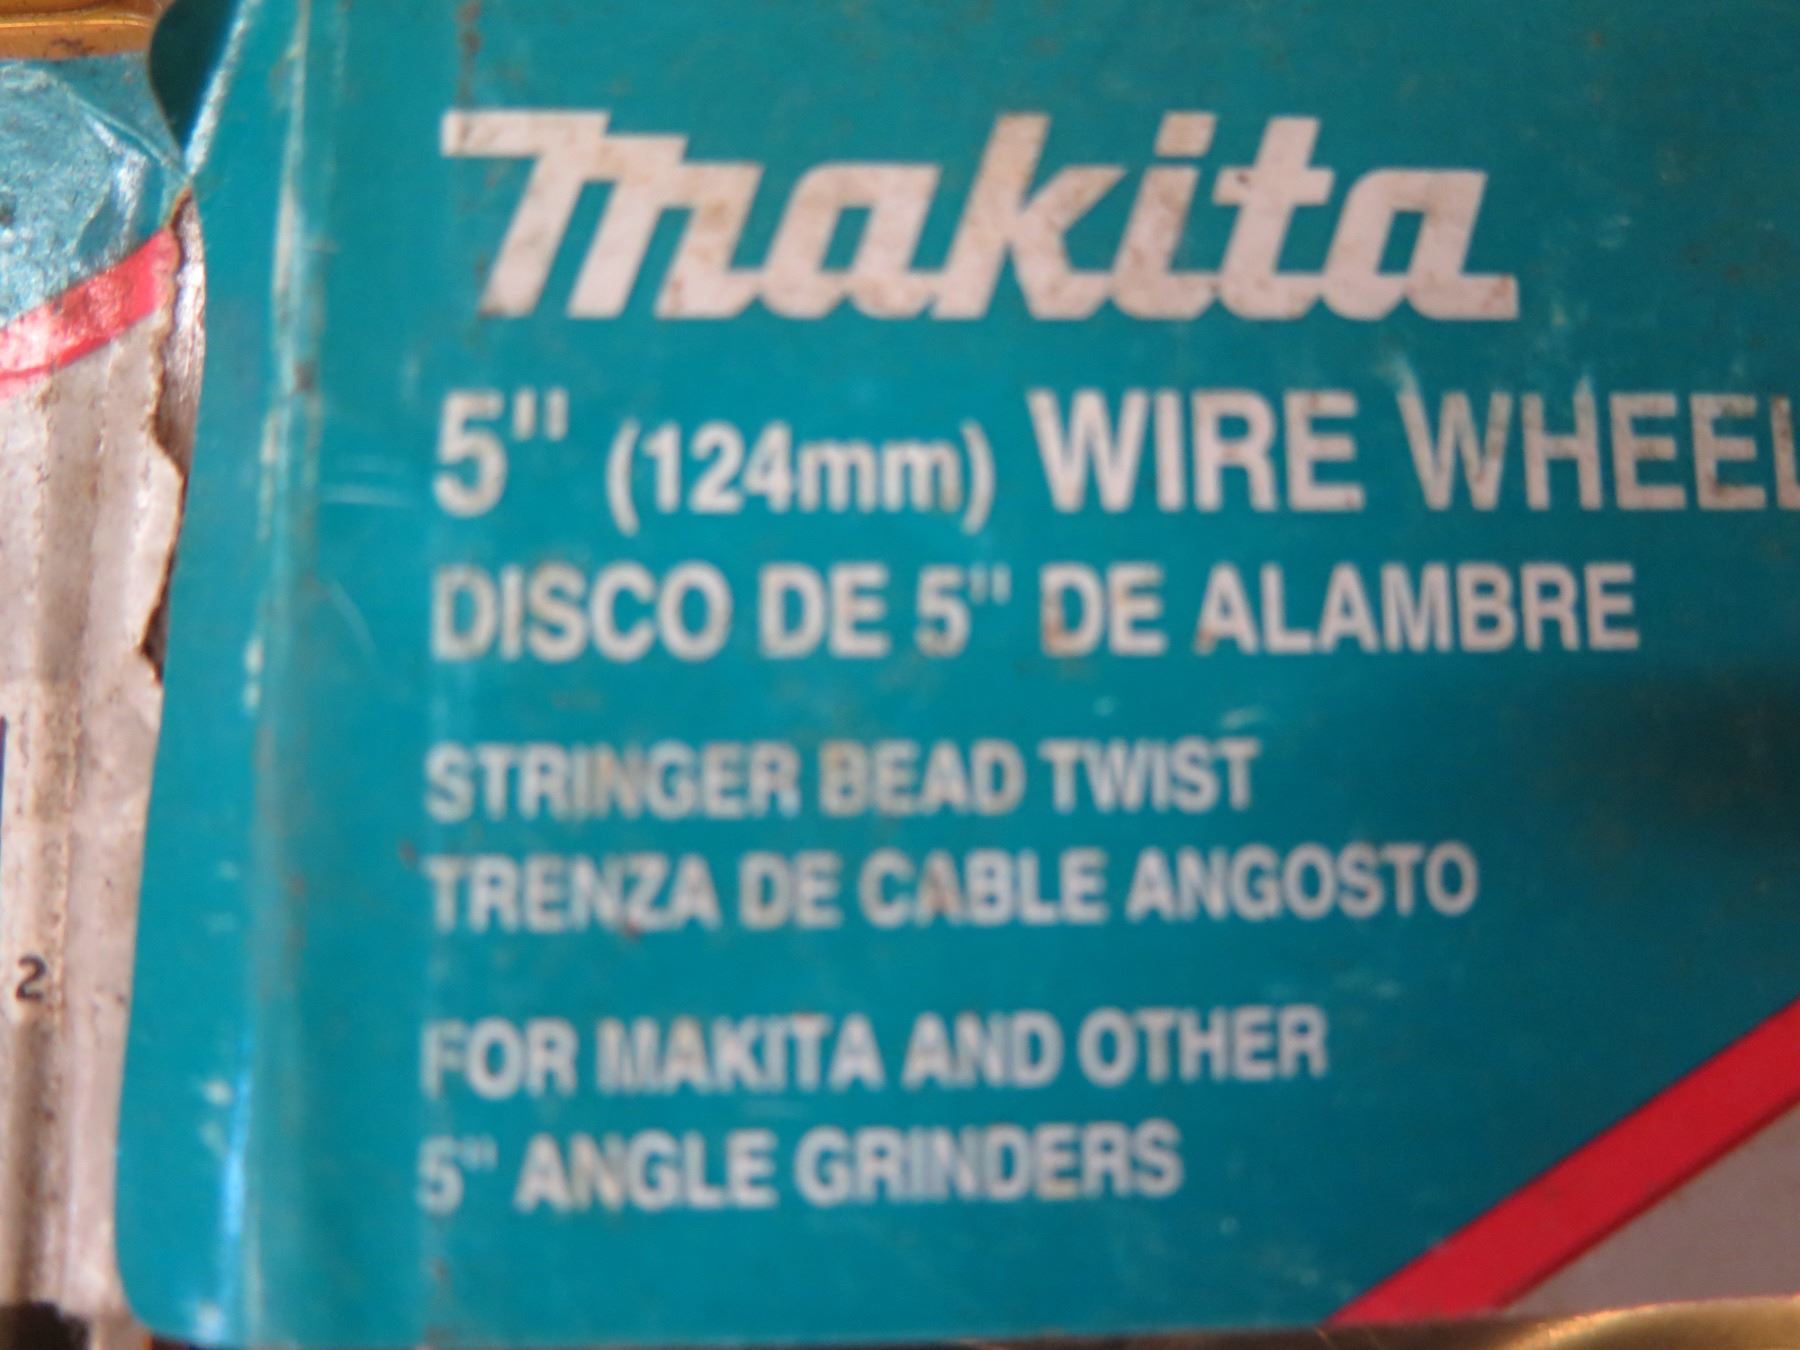 makita
5" (124mm) WIRE WHEEL
DISCO DE 5" DE ALAMBRE
STRINGER BEAD TWIST
TRENZA DE CABLE ANGOSTO
FOR MAKITA AND OTHER
5" ANGLE GRINDERS
2